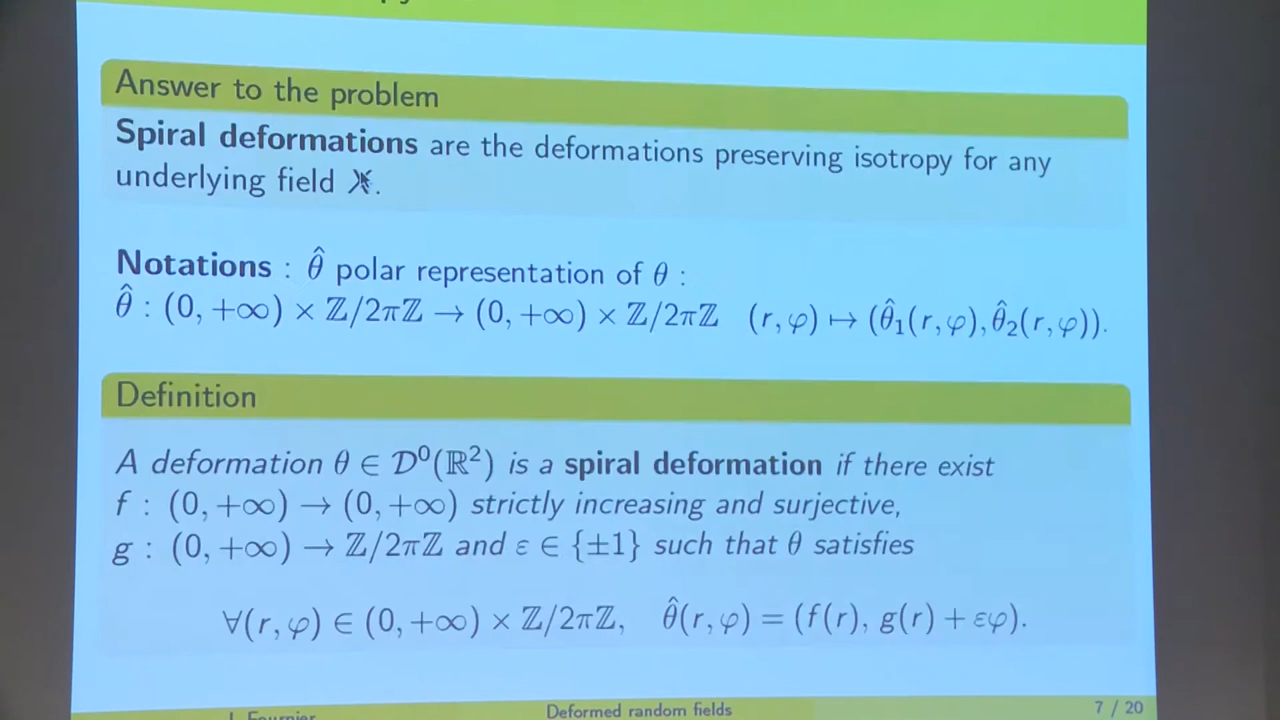 Answer to the problem
Spiral deformations are the deformations preserving isotropy for any
underlying field X.
Notations : θ̂ polar representation of θ :
θ̂ : (0, +∞) × ℤ/2πℤ → (0, +∞) × ℤ/2πℤ (r, φ) ↦ (θ̂₁(r, φ), θ̂₂(r, φ)).
Definition
A deformation θ ∈ 𝒟⁰(ℝ²) is a spiral deformation if there exist
f : (0, +∞) → (0, +∞) strictly increasing and surjective,
g : (0, +∞) → ℤ/2πℤ and ε ∈ {±1} such that θ satisfies
∀(r, φ) ∈ (0, +∞) × ℤ/2πℤ, θ̂(r, φ) = (f(r), g(r) + εφ).
J. Fournier
Deformed random fields
7 / 20